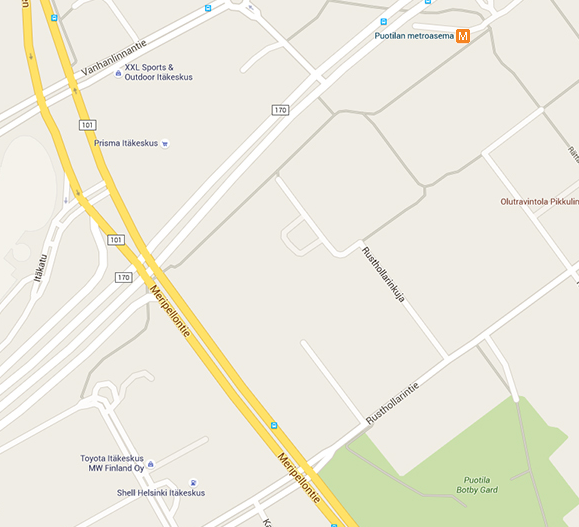 Puotilan metroasema M
Vanhanlinnantie
XXL Sports &
Outdoor Itäkeskus
170
101
Prisma Itäkeskus
Olutravintola Pikkulin
101
Itäkatu
170
Rusthollarinkuja
Meripellontie
Rusthollarintie
Toyota Itäkeskus
MW Finland Oy
Meripellontie
Shell Helsinki Itäkeskus
Puotila
Botby Gard